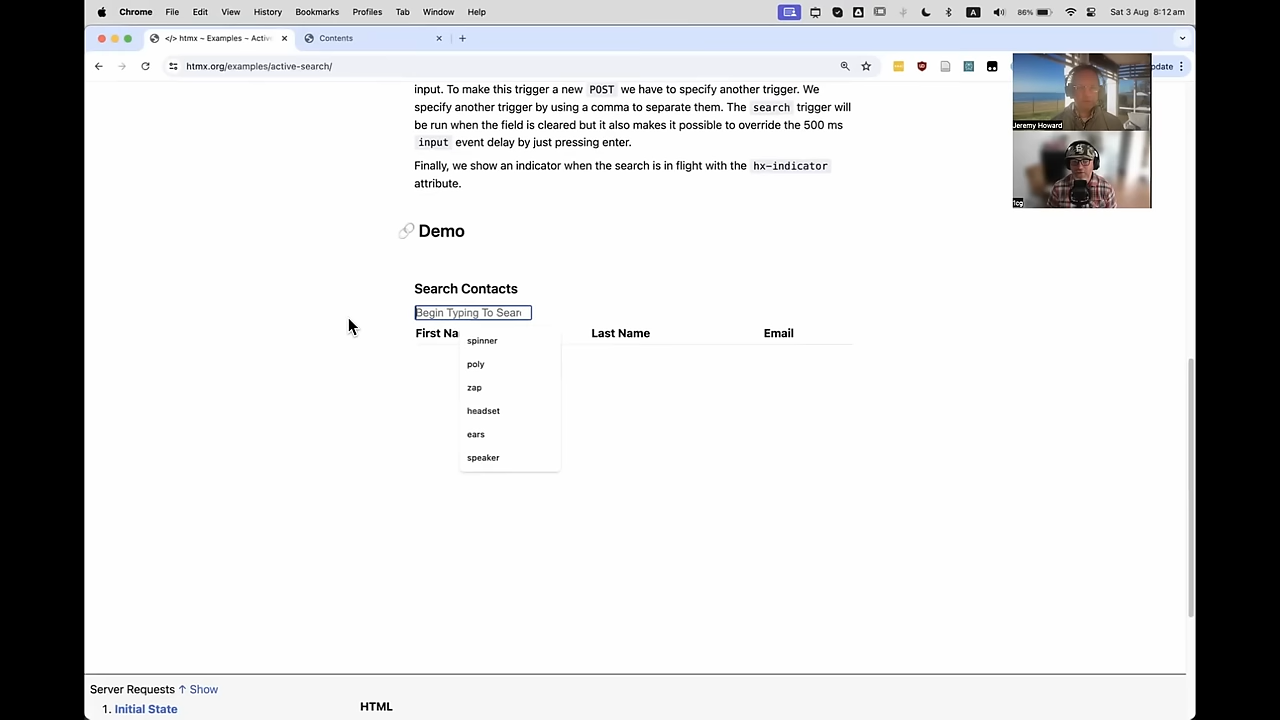 Chrome File Edit View History Bookmarks Profiles Tab Window Help
A 86% Sat 3 Aug 8:12 am
</> htmx ~ Examples ~ Activ
Contents
htmx.org/examples/active-search/
input. To make this trigger a new POST we have to specify another trigger. We
specify another trigger by using a comma to separate them. The search trigger will
be run when the field is cleared but it also makes it possible to override the 500 ms
input event delay by just pressing enter.
Finally, we show an indicator when the search is in flight with the hx-indicator
attribute.
Jeremy Howard
1cg
Demo
Search Contacts
Begin Typing To Sear
First Na Last Name Email
spinner
poly
zap
headset
ears
speaker
Server Requests ↑ Show
1. Initial State
HTML